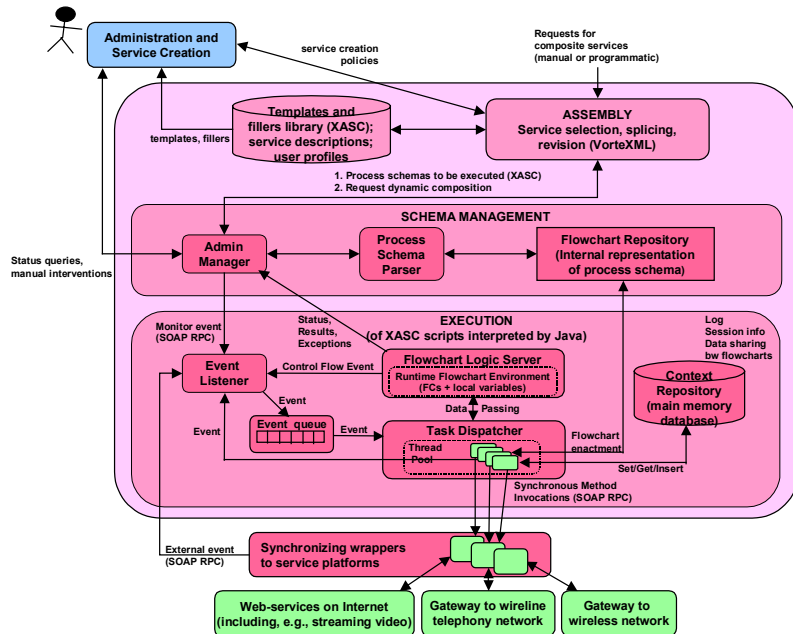 Administration and
Service Creation
service creation
policies
Requests for
composite services
(manual or programmatic)
Templates and
fillers library (XASC);
service descriptions;
user profiles
templates, fillers
ASSEMBLY
Service selection, splicing,
revision (VorteXML)
1. Process schemas to be executed (XASC)
2. Request dynamic composition
SCHEMA MANAGEMENT
Admin
Manager
Process
Schema
Parser
Flowchart Repository
(Internal representation
of process schema)
Status queries,
manual interventions
Monitor event
(SOAP RPC)
Status,
Results,
Exceptions
EXECUTION
(of XASC scripts interpreted by Java)
Log
Session info
Data sharing
bw flowcharts
Event
Listener
Control Flow Event
Flowchart Logic Server
Runtime Flowchart Environment
(FCs + local variables)
Context
Repository
(main memory
database)
Event
Event queue
Event
Event
Data Passing
Task Dispatcher
Thread
Pool
Flowchart
enactment
Set/Get/Insert
Synchronous Method
Invocations (SOAP RPC)
External event
(SOAP RPC)
Synchronizing wrappers
to service platforms
Web-services on Internet
(including, e.g., streaming video)
Gateway to wireline
telephony network
Gateway to
wireless network